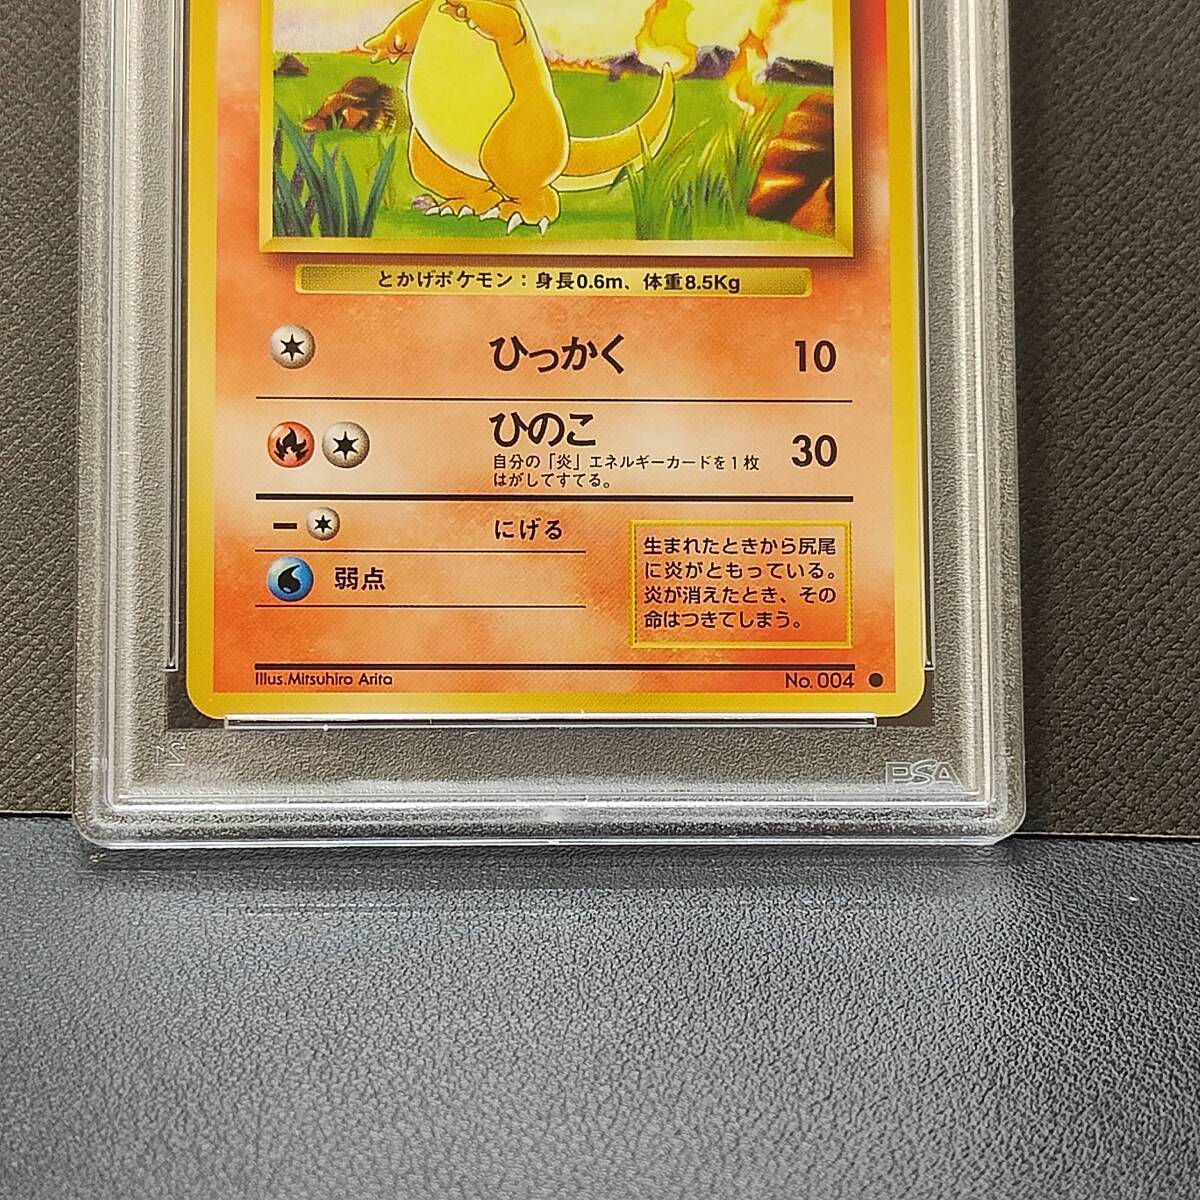 とかげポケモン：身長0.6m、体重8.5Kg
ひっかく 10
ひのこ 30
自分の「炎」エネルギーカードを1枚
はがしてすてる。
にげる
弱点
生まれたときから尻尾
に炎がともっている。
炎が消えたとき、その
命はつきてしまう。
Illus.Mitsuhiro Arita
No. 004 ●
PSA